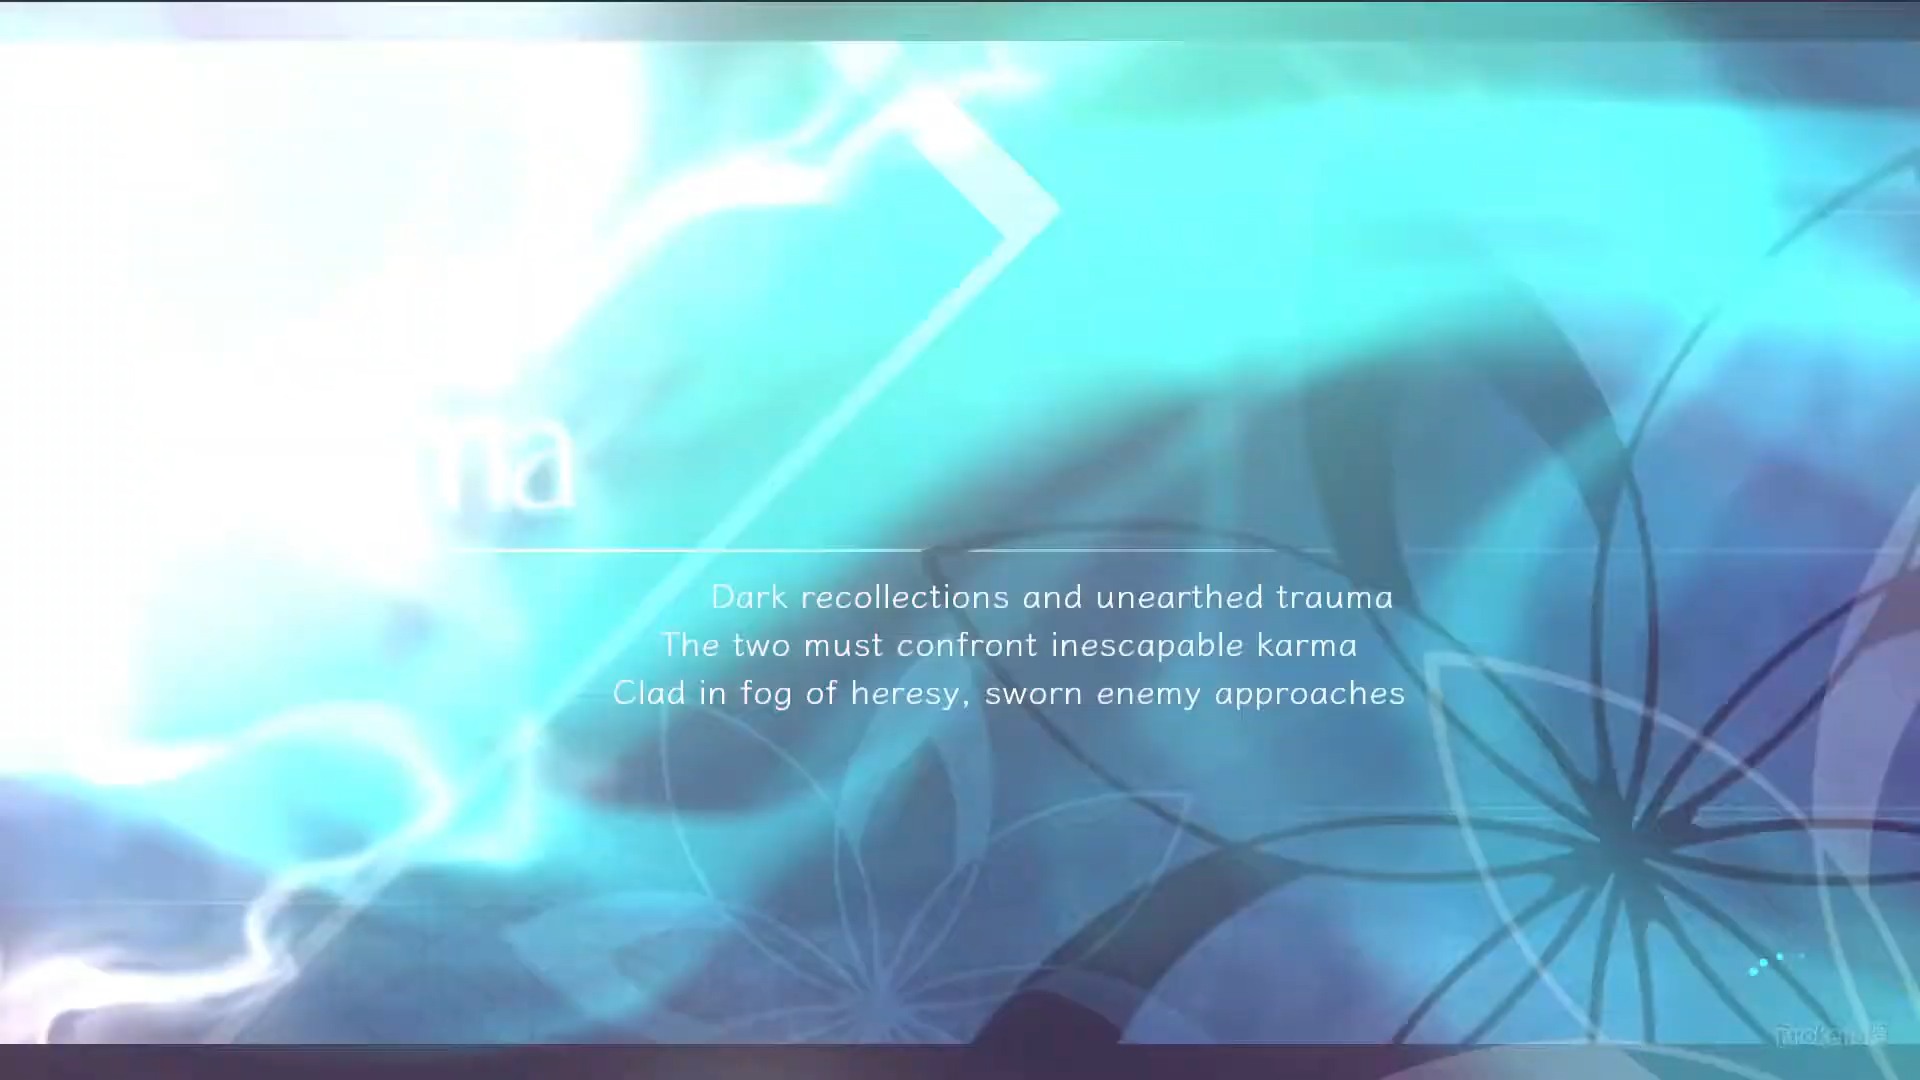 na
Dark recollections and unearthed trauma
The two must confront inescapable karma
Clad in fog of heresy, sworn enemy approaches